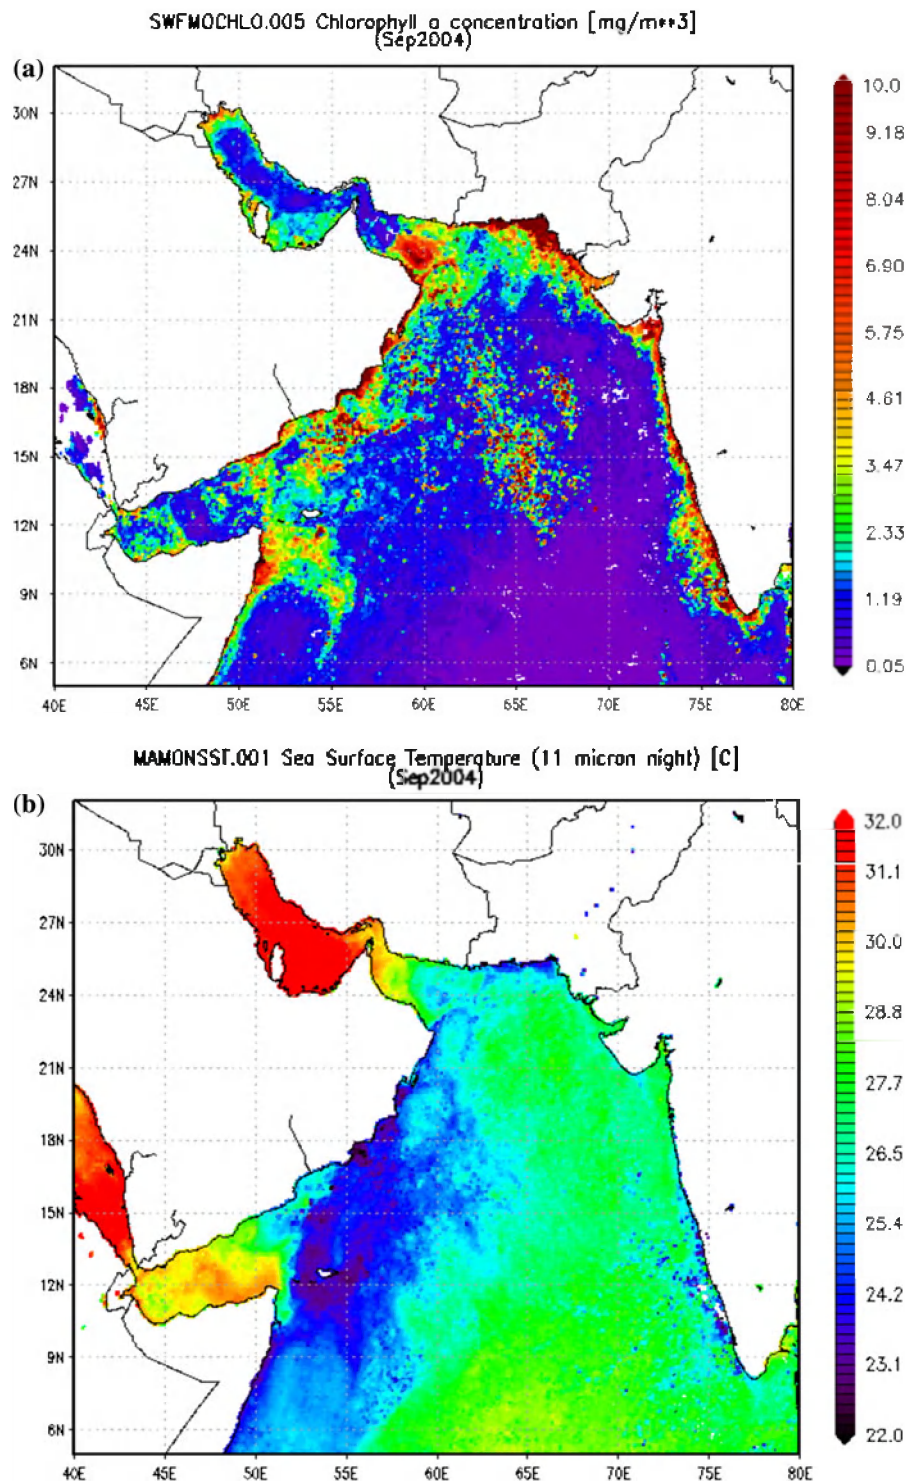 SWFMOCHLO.005 Chlorophyll a concentration [mg/m**3]
(Sep2004)
(a)
30N
27N
24N
21N
18N
15N
12N
9N
6N
40E 45E 50E 55E 60E 65E 70E 75E 80E
10.0
9.18
8.04
6.90
5.75
4.61
3.47
2.33
1.19
0.05
MAMONSST.001 Sea Surface Temperature (11 micron night) [C]
(Sep2004)
(b)
30N
27N
24N
21N
18N
15N
12N
9N
6N
40E 45E 50E 55E 60E 65E 70E 75E 80E
32.0
31.1
30.0
28.8
27.7
26.5
25.4
24.2
23.1
22.0